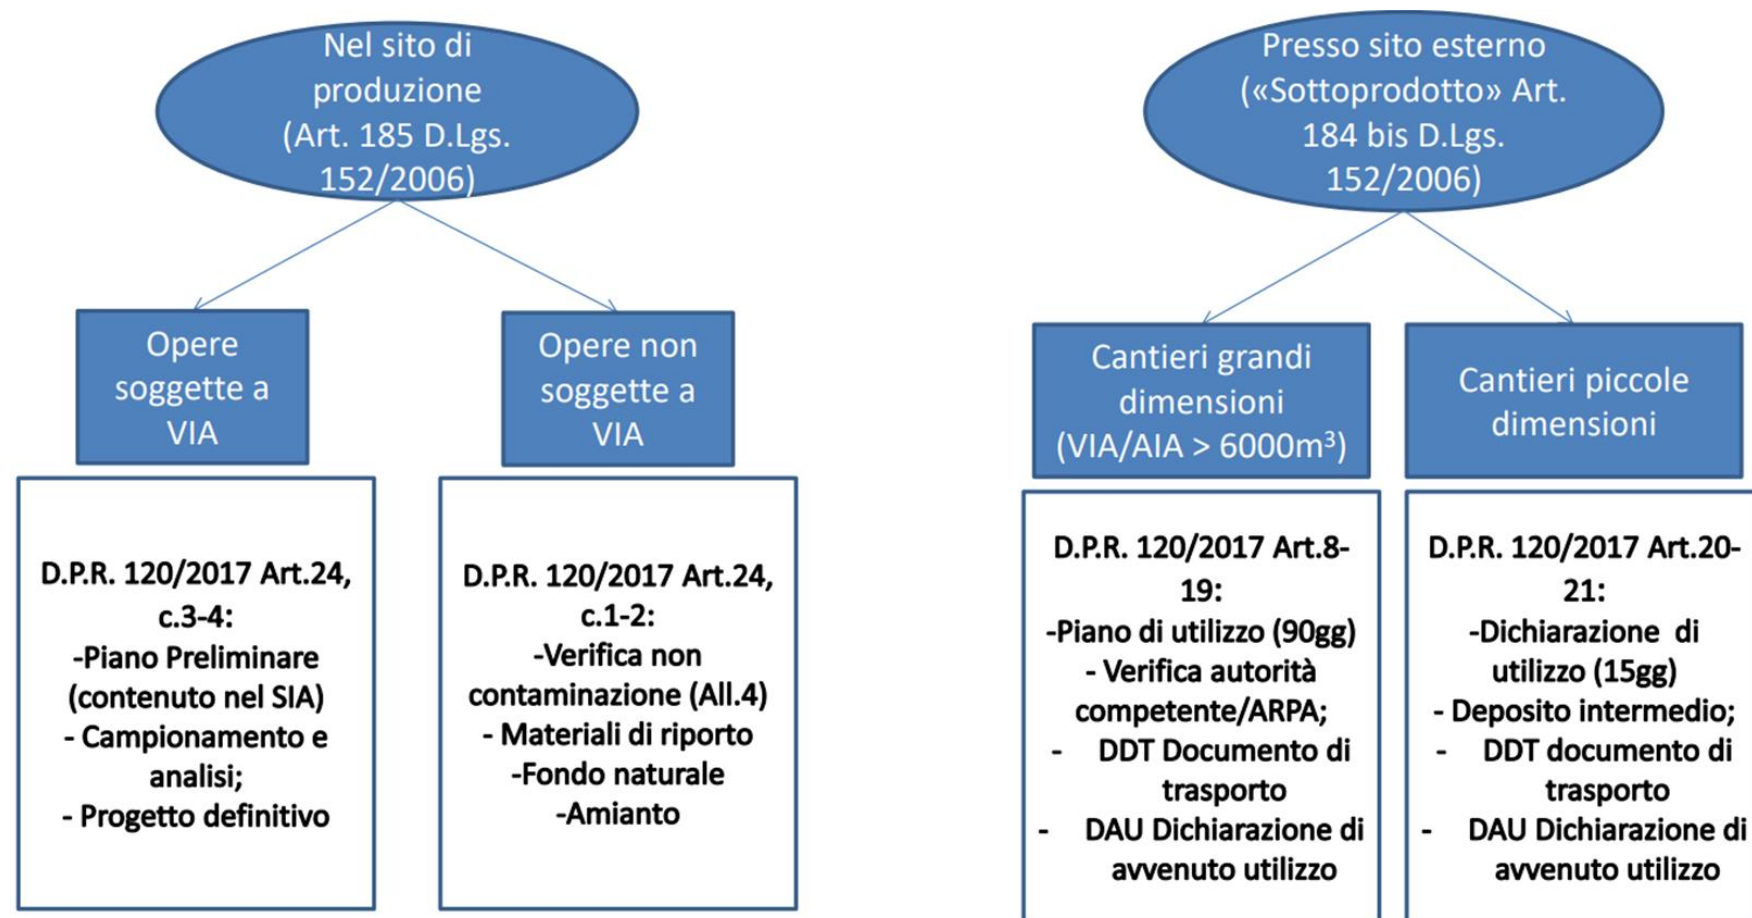 Nel sito di
produzione
(Art. 185 D.Lgs.
152/2006)
Presso sito esterno
(«Sottoprodotto» Art.
184 bis D.Lgs.
152/2006)
Opere
soggette a
VIA
Opere non
soggette a
VIA
Cantieri grandi
dimensioni
(VIA/AIA > 6000m³)
Cantieri piccole
dimensioni
D.P.R. 120/2017 Art.24,
c.3-4:
-Piano Preliminare
(contenuto nel SIA)
- Campionamento e
analisi;
- Progetto definitivo
D.P.R. 120/2017 Art.24,
c.1-2:
-Verifica non
contaminazione (All.4)
- Materiali di riporto
-Fondo naturale
-Amianto
D.P.R. 120/2017 Art.8-
19:
-Piano di utilizzo (90gg)
- Verifica autorità
competente/ARPA;
- DDT Documento di
trasporto
- DAU Dichiarazione di
avvenuto utilizzo
D.P.R. 120/2017 Art.20-
21:
-Dichiarazione di
utilizzo (15gg)
- Deposito intermedio;
- DDT documento di
trasporto
- DAU Dichiarazione di
avvenuto utilizzo